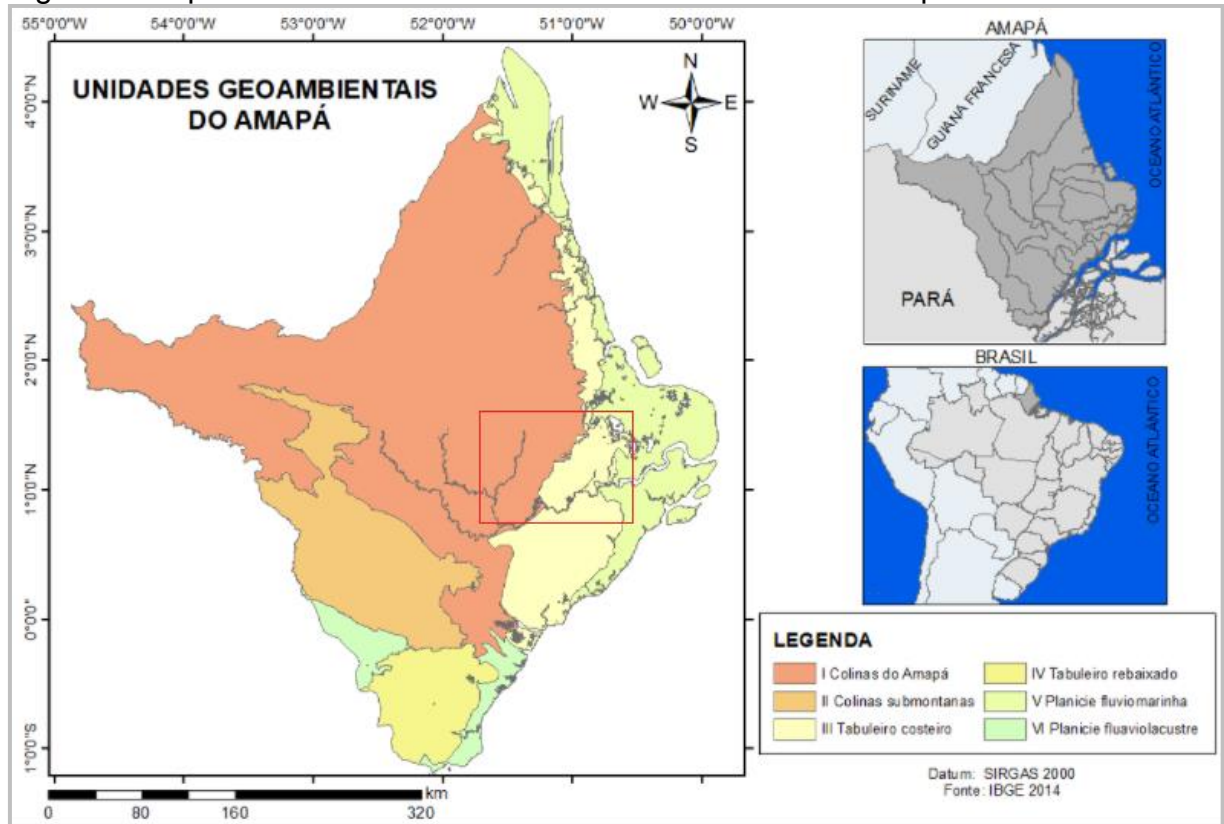 55°0'0"W 54°0'0"W 53°0'0"W 52°0'0"W 51°0'0"W 50°0'0"W
UNIDADES GEOAMBIENTAIS
DO AMAPÁ
N
W E
S
4°0'0"N
3°0'0"N
2°0'0"N
1°0'0"N
0°0'0"
1°0'0"S
km
0 80 160 320
AMAPÁ
SURINAME
GUIANA FRANCESA
OCEANO ATLÂNTICO
PARÁ
BRASIL
OCEANO ATLÂNTICO
LEGENDA
I Colinas do Amapá
II Colinas submontanas
III Tabuleiro costeiro
IV Tabuleiro rebaixado
V Planicie fluviomarinha
VI Planicie fluaviolacustre
Datum: SIRGAS 2000
Fonte: IBGE 2014